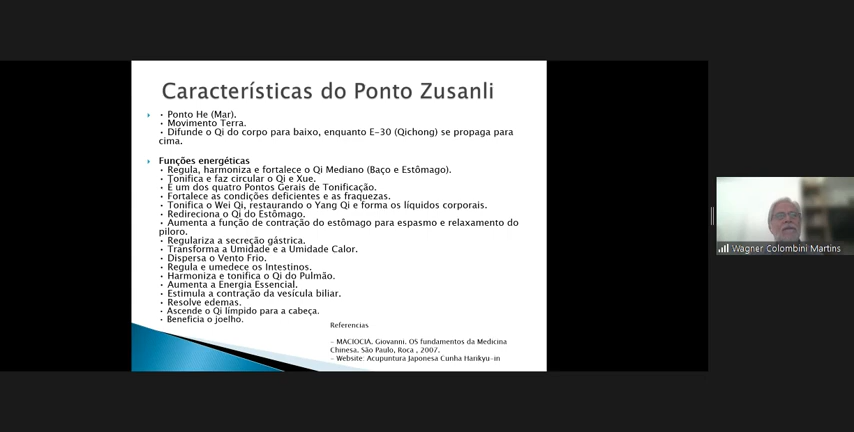 Características do Ponto Zusanli
• Ponto He (Mar).
• Movimento Terra.
• Difunde o Qi do corpo para baixo, enquanto E-30 (Qichong) se propaga para
cima.
Funções energéticas
• Regula, harmoniza e fortalece o Qi Mediano (Baço e Estômago).
• Tonifica e faz circular o Qi e Xue.
• É um dos quatro Pontos Gerais de Tonificação.
• Fortalece as condições deficientes e as fraquezas.
• Tonifica o Wei Qi, restaurando o Yang Qi e forma os líquidos corporais.
• Redireciona o Qi do Estômago.
• Aumenta a função de contração do estômago para espasmo e relaxamento do
piloro.
• Regulariza a secreção gástrica.
• Transforma a Umidade e a Umidade Calor.
• Dispersa o Vento Frio.
• Regula e umedece os Intestinos.
• Harmoniza e tonifica o Qi do Pulmão.
• Aumenta a Energia Essencial.
• Estimula a contração da vesícula biliar.
• Resolve edemas.
• Ascende o Qi límpido para a cabeça.
• Beneficia o joelho.
Referencias
- MACIOCIA. Giovanni. OS fundamentos da Medicina
Chinesa. São Paulo, Roca , 2007.
- Website: Acupuntura Japonesa Cunha Harikyu-in
Wagner Colombini Martins